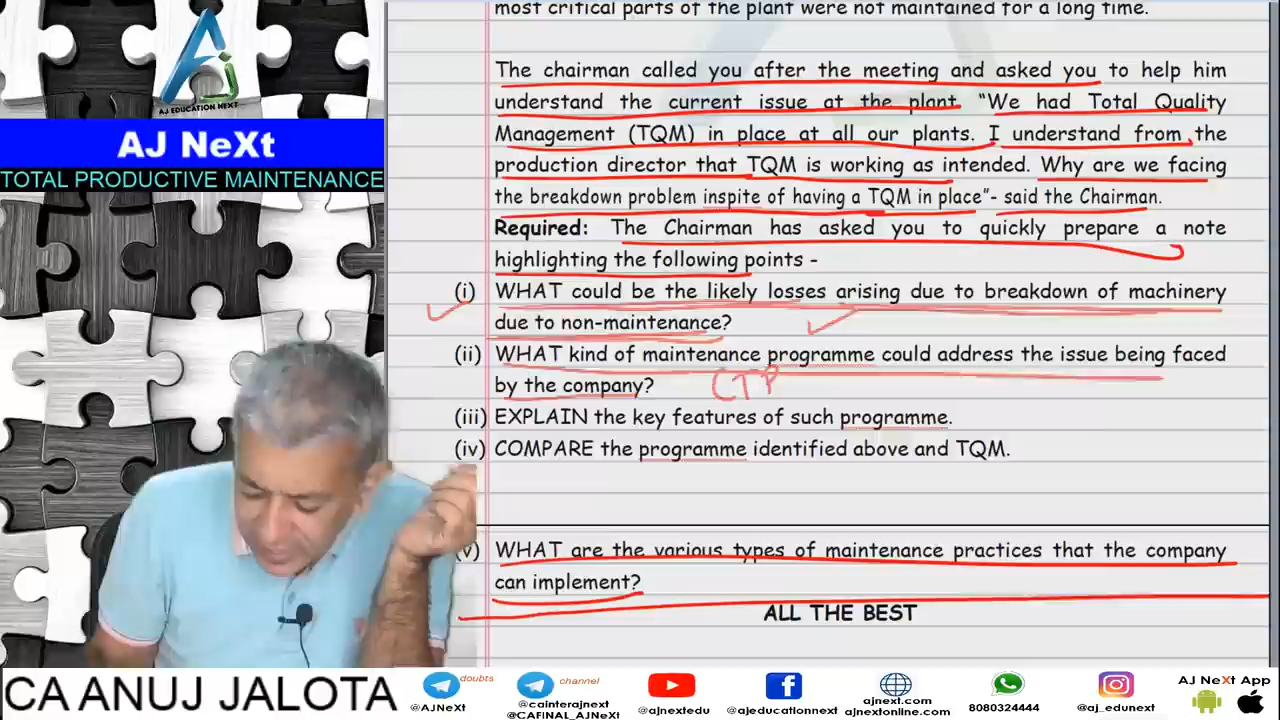 most critical parts of the plant were not maintained for a long time.
The chairman called you after the meeting and asked you to help him
understand the current issue at the plant "We had Total Quality
Management (TQM) in place at all our plants. I understand from the
production director that TQM is working as intended. Why are we facing
the breakdown problem inspite of having a TQM in place"- said the Chairman.
Required: The Chairman has asked you to quickly prepare a note
highlighting the following points -
(i) WHAT could be the likely losses arising due to breakdown of machinery
due to non-maintenance?
(ii) WHAT kind of maintenance programme could address the issue being faced
by the company? (TP
(iii) EXPLAIN the key features of such programme.
(iv) COMPARE the programme identified above and TQM.
v) WHAT are the various types of maintenance practices that the company
can implement?
ALL THE BEST
AJ
AJ EDUCATION NEXT
AJ NeXt
TOTAL PRODUCTIVE MAINTENANCE
CA ANUJ JALOTA
doubts
@AJNeXt
channel
@cainterajnext
@CAFINAL_AJNeXt
@ajnextedu
@ajeducationnext
ajnext.com
ajnextonline.com
8080324444
@aj_edunext
AJ NeXt App